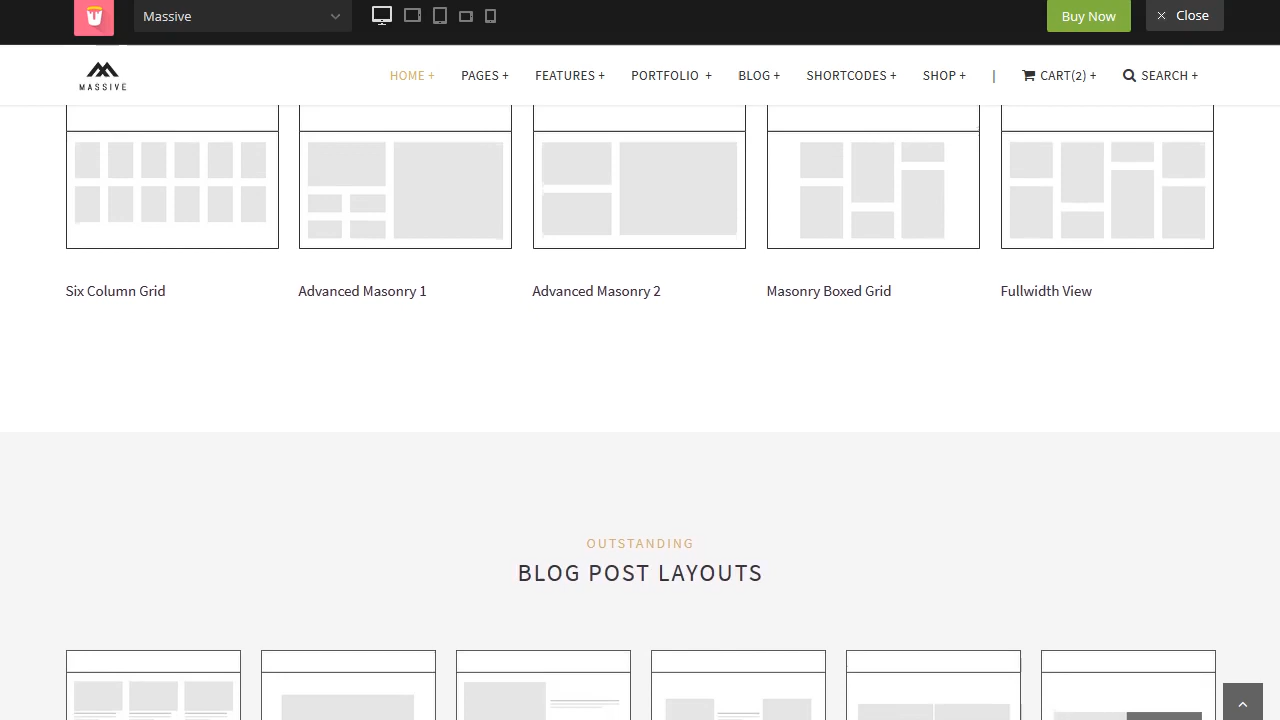 Massive
Buy Now
Close
MASSIVE
HOME + PAGES + FEATURES + PORTFOLIO + BLOG + SHORTCODES + SHOP + | CART(2) + SEARCH +
Six Column Grid
Advanced Masonry 1
Advanced Masonry 2
Masonry Boxed Grid
Fullwidth View
OUTSTANDING
BLOG POST LAYOUTS